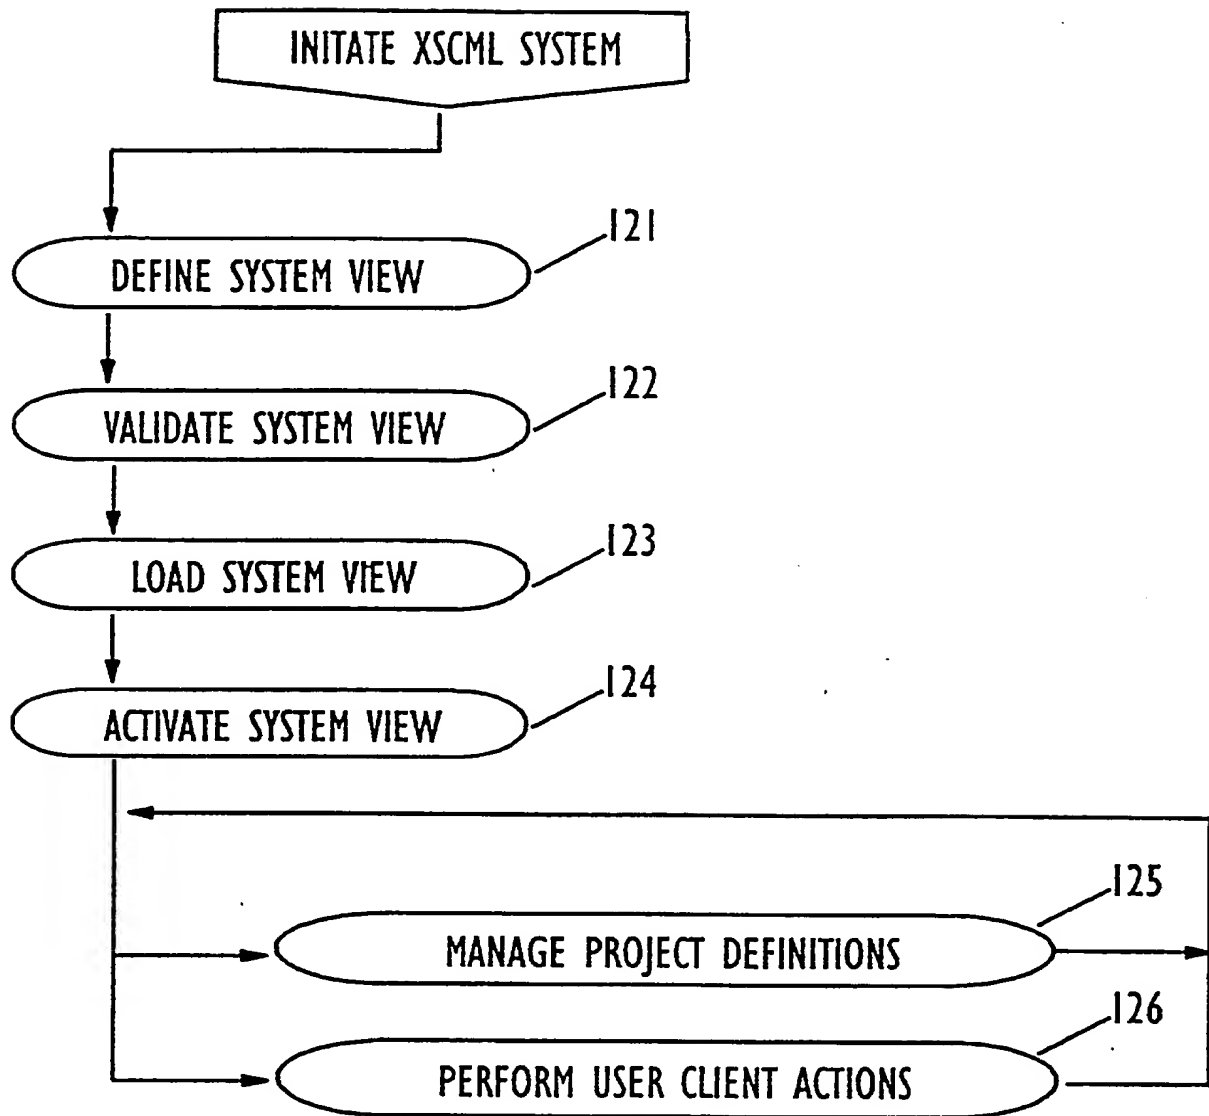 INITATE XSCML SYSTEM
121
DEFINE SYSTEM VIEW
122
VALIDATE SYSTEM VIEW
123
LOAD SYSTEM VIEW
124
ACTIVATE SYSTEM VIEW
125
MANAGE PROJECT DEFINITIONS
126
PERFORM USER CLIENT ACTIONS